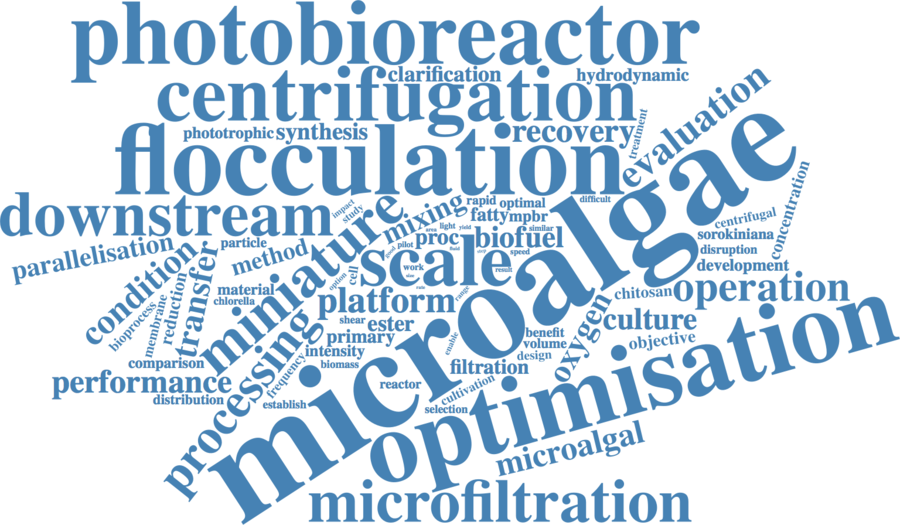 photobioreactor
clarification
hydrodynamic
centrifugation
phototrophic
synthesis
recovery
treatment
evaluation
flocculation
microalgae
difficult
downstream
impact
study
miniature
mixing
rapid
optimal
fatty
mpbr
similar
light
yield
area
concentration
centrifugal
sorokiniana
disruption
development
parallelisation
condition
particle
method
transfer
pilot
good
proc
biofuel
fluid
speed
scale
work
size
rate
result
cell
option
range
material
chlorella
reduction
membrane
bioprocess
platform
chitosan
operation
oxygen
culture
objective
shear
ester
primary
intensity
biomass
enable
benefit
volume
design
filtration
comparison
performance
distribution
processing
frequency
establish
reactor
cultivation
selection
optimisation
microalgal
microfiltration